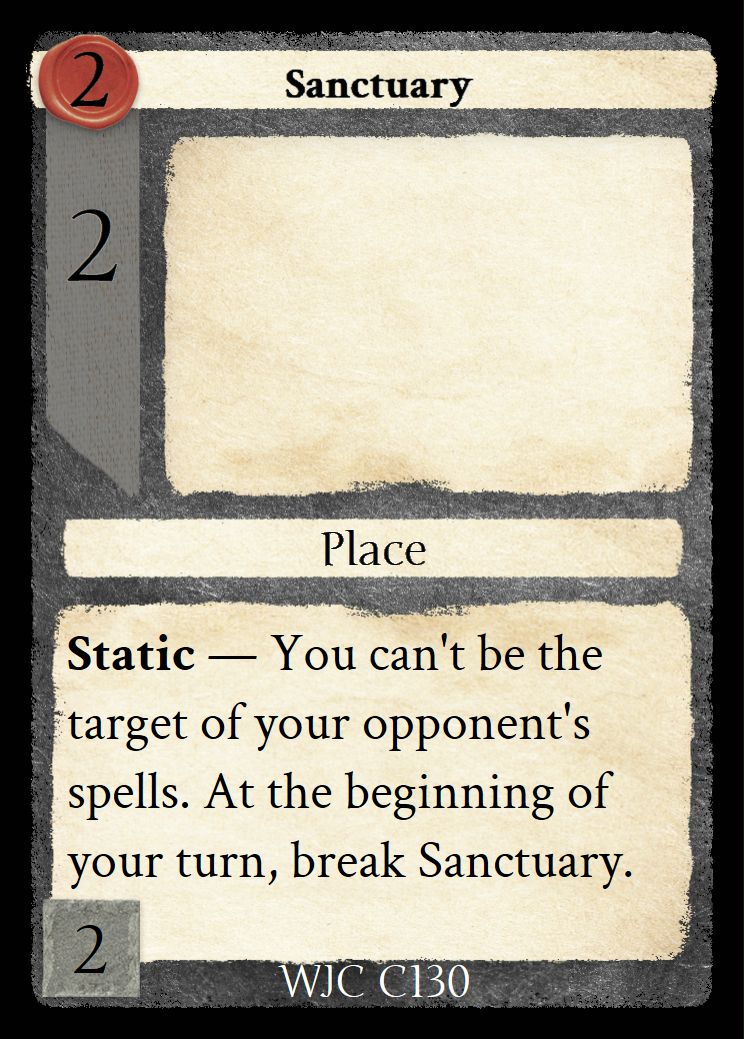 2
Sanctuary
2
Place
Static — You can't be the
target of your opponent's
spells. At the beginning of
your turn, break Sanctuary.
2
WJC C130